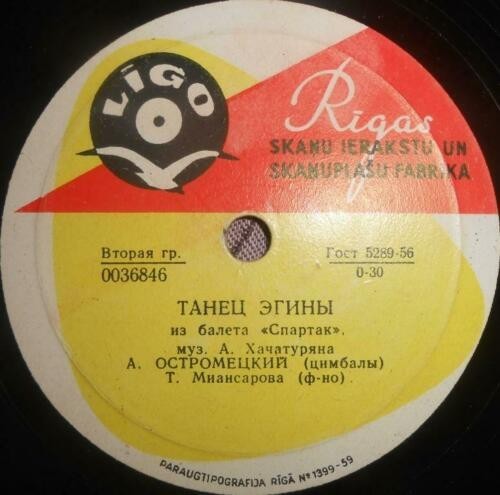 LĪGO
Rīgas
SKAŅU IERAKSTU UN
SKAŅUPLAŠU FABRIKA
Вторая гр.
0036846
Гост 5289-56
0-30
ТАНЕЦ ЭГИНЫ
из балета «Спартак».
муз. А. Хачатуряна
А. ОСТРОМЕЦКИЙ (цимбалы)
Т. Миансарова (ф-но).
PARAUGTIPOGRAFIJA RĪGĀ № 1399-59